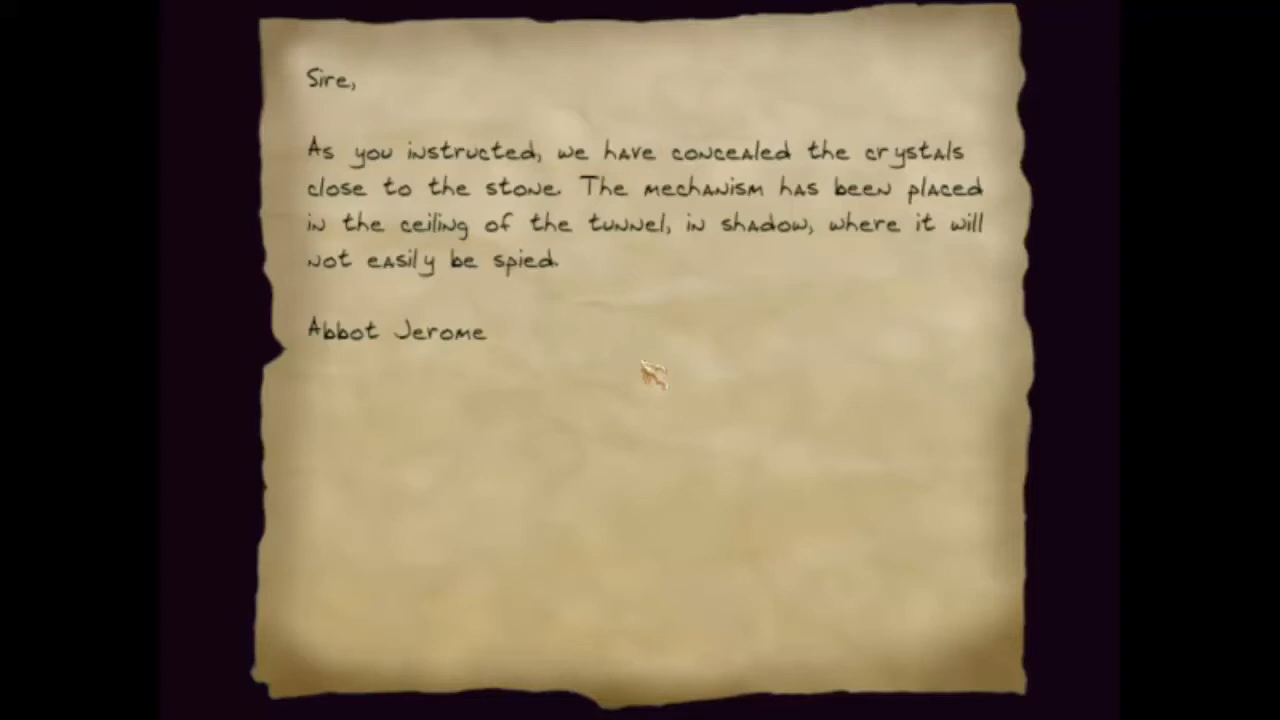 Sire,
As you instructed, we have concealed the crystals
close to the stone. The mechanism has been placed
in the ceiling of the tunnel, in shadow, where it will
not easily be spied.
Abbot Jerome